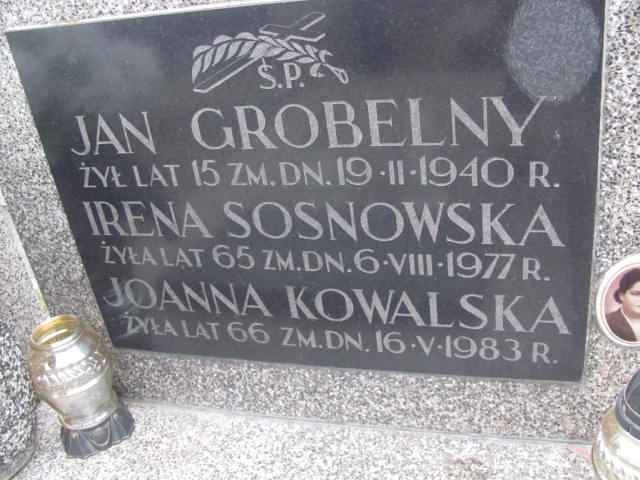 Ś.P.
JAN GROBELNY
ŻYŁ LAT 15 ZM. DN. 19·II·1940 R.
IRENA SOSNOWSKA
ŻYŁA LAT 65 ZM. DN. 6·VIII·1977 R.
JOANNA KOWALSKA
ŻYŁA LAT 66 ZM. DN. 16·V·1983 R.